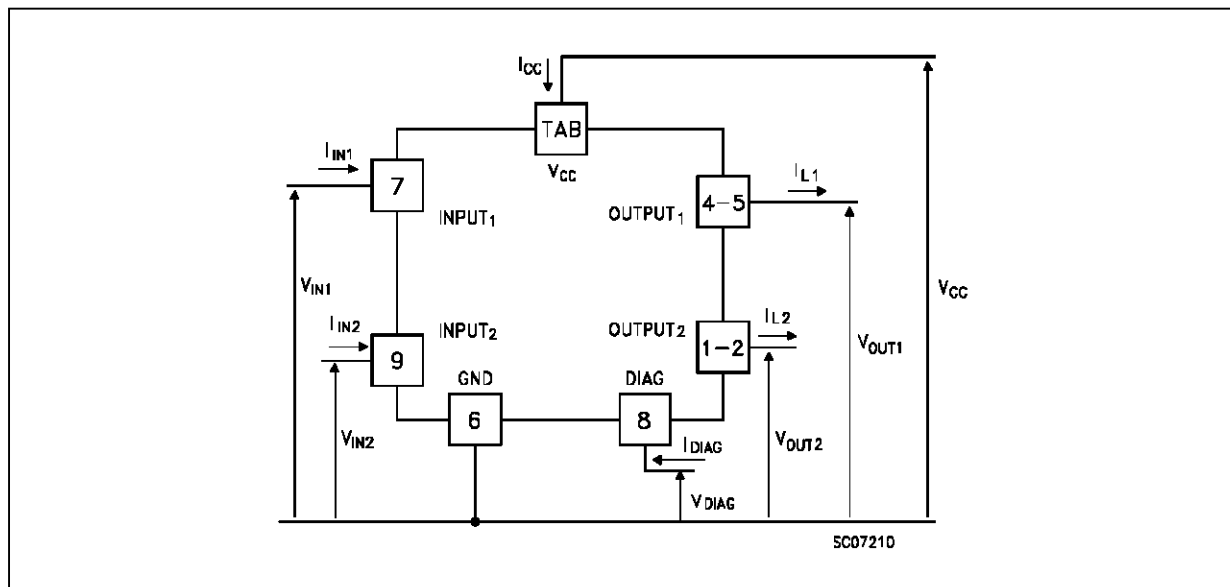 I_CC
TAB
V_CC
I_IN1
7
INPUT_1
I_L1
4-5
OUTPUT_1
V_IN1
V_CC
I_IN2
9
INPUT_2
I_L2
1-2
OUTPUT_2
V_OUT1
GND
6
DIAG
8
V_IN2
I_DIAG
V_OUT2
V_DIAG
SC07210